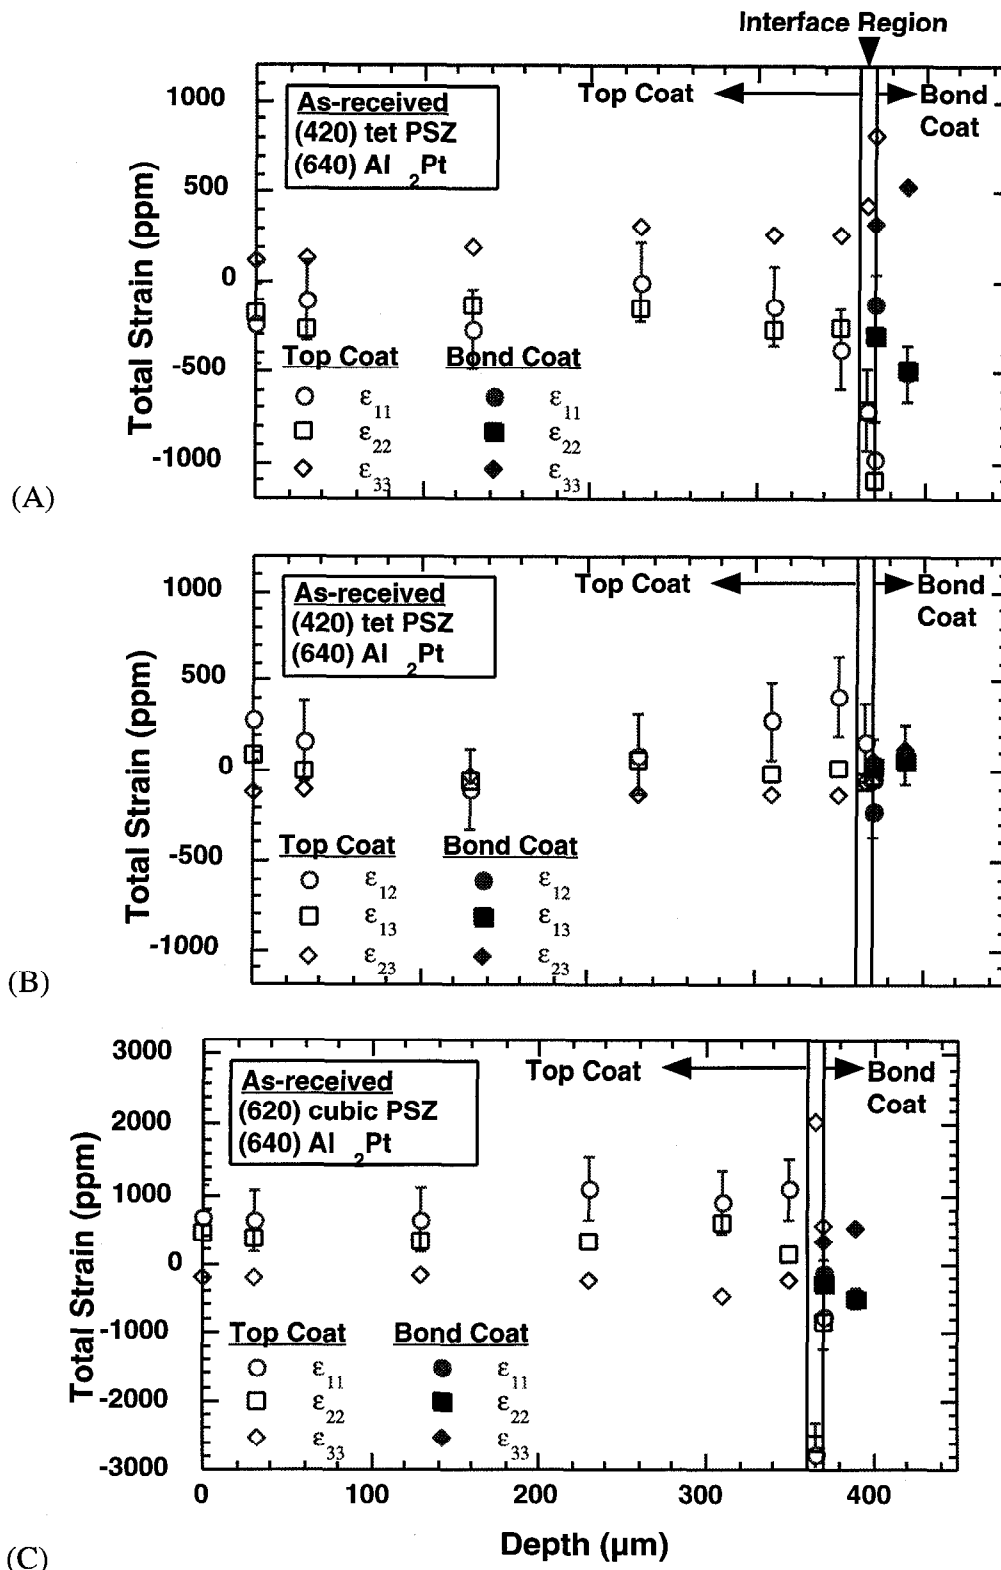 Interface Region
1000
500
0
-500
-1000
Total Strain (ppm)
As-received
(420) tet PSZ
(640) Al 2Pt
Top Coat
Bond Coat
Top Coat Bond Coat
ε11 ε11
ε22 ε22
ε33 ε33
(A)
1000
500
0
-500
-1000
Total Strain (ppm)
As-received
(420) tet PSZ
(640) Al 2Pt
Top Coat
Bond Coat
Top Coat Bond Coat
ε12 ε12
ε13 ε13
ε23 ε23
(B)
3000
2000
1000
0
-1000
-2000
-3000
Total Strain (ppm)
As-received
(620) cubic PSZ
(640) Al 2Pt
Top Coat
Bond Coat
Top Coat Bond Coat
ε11 ε11
ε22 ε22
ε33 ε33
0 100 200 300 400
Depth (μm)
(C)